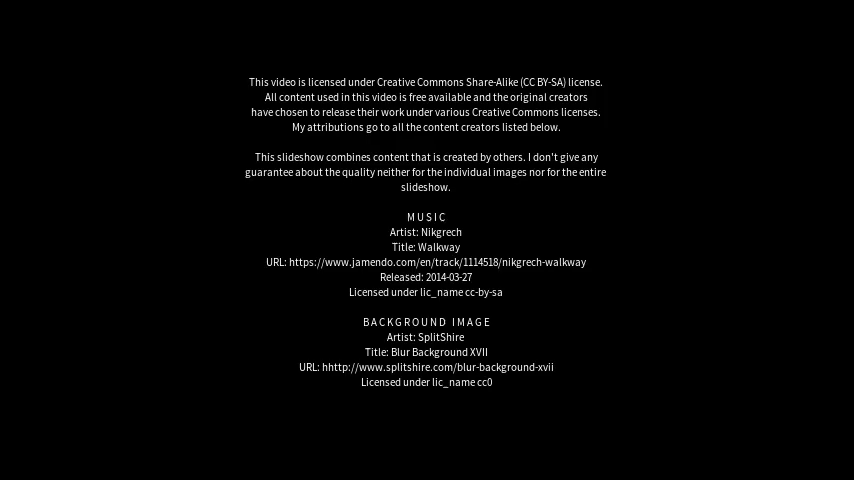 This video is licensed under Creative Commons Share-Alike (CC BY-SA) license.
All content used in this video is free available and the original creators
have chosen to release their work under various Creative Commons licenses.
My attributions go to all the content creators listed below.
This slideshow combines content that is created by others. I don't give any
guarantee about the quality neither for the individual images nor for the entire
slideshow.
MUSIC
Artist: Nikgrech
Title: Walkway
URL: https://www.jamendo.com/en/track/1114518/nikgrech-walkway
Released: 2014-03-27
Licensed under lic_name cc-by-sa
BACKGROUND IMAGE
Artist: SplitShire
Title: Blur Background XVII
URL: hhttp://www.splitshire.com/blur-background-xvii
Licensed under lic_name cc0